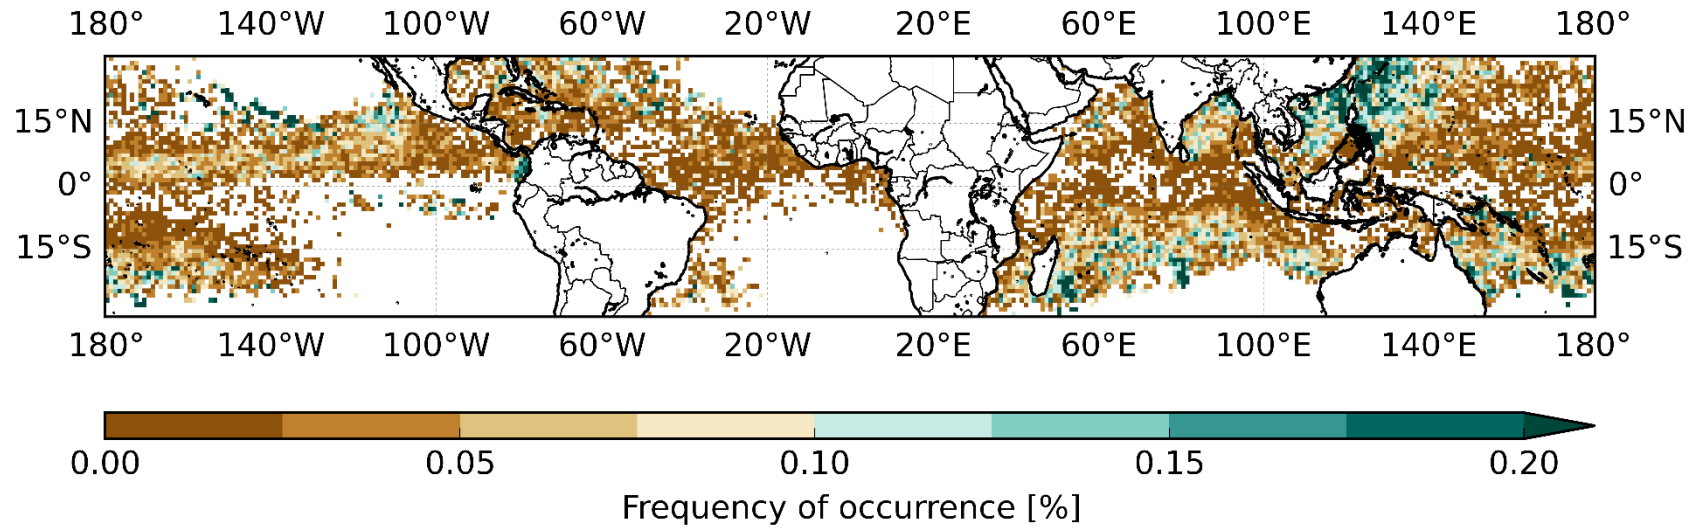 180° 140°W 100°W 60°W 20°W 20°E 60°E 100°E 140°E 180°
15°N 15°N
0° 0°
15°S 15°S
180° 140°W 100°W 60°W 20°W 20°E 60°E 100°E 140°E 180°
0.00 0.05 0.10 0.15 0.20
Frequency of occurrence [%]